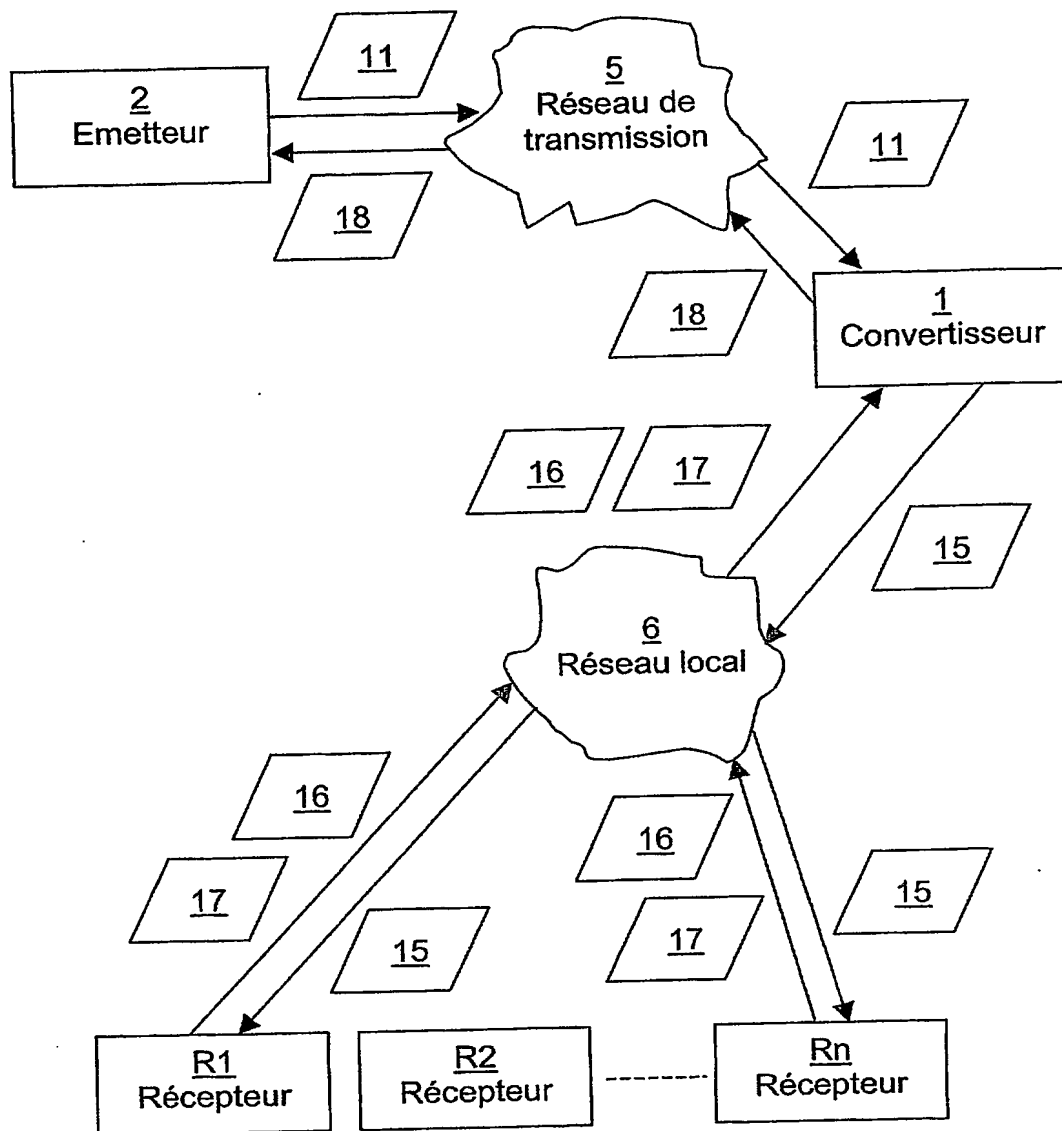 11
2
Emetteur
5
Réseau de
transmission
11
18
18
1
Convertisseur
16
17
15
6
Réseau local
16
17
15
16
17
15
R1
Récepteur
R2
Récepteur
Rn
Récepteur